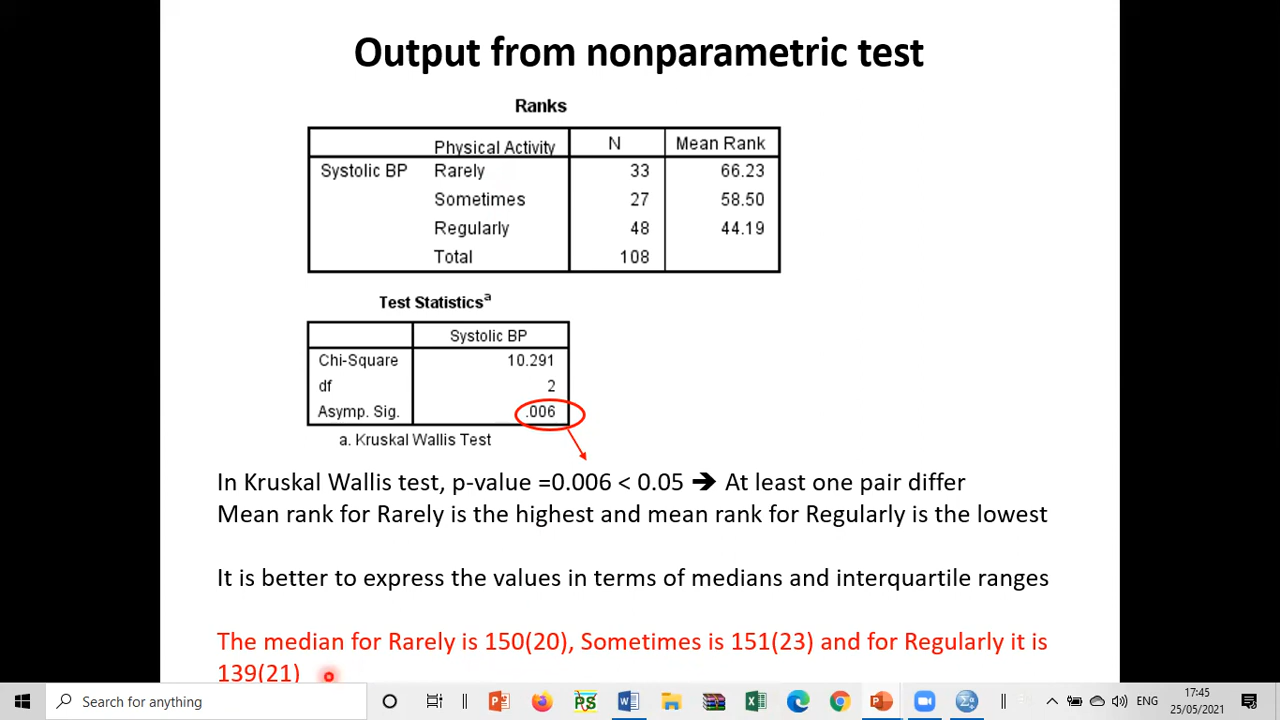 Output from nonparametric test
Ranks
Physical Activity N Mean Rank
Systolic BP Rarely 33 66.23
Sometimes 27 58.50
Regularly 48 44.19
Total 108
Test Statistics^a
Systolic BP
Chi-Square 10.291
df 2
Asymp. Sig. .006
a. Kruskal Wallis Test
In Kruskal Wallis test, p-value =0.006 < 0.05 ➔ At least one pair differ
Mean rank for Rarely is the highest and mean rank for Regularly is the lowest
It is better to express the values in terms of medians and interquartile ranges
The median for Rarely is 150(20), Sometimes is 151(23) and for Regularly it is
139(21)
Search for anything
ENG
17:45
25/05/2021